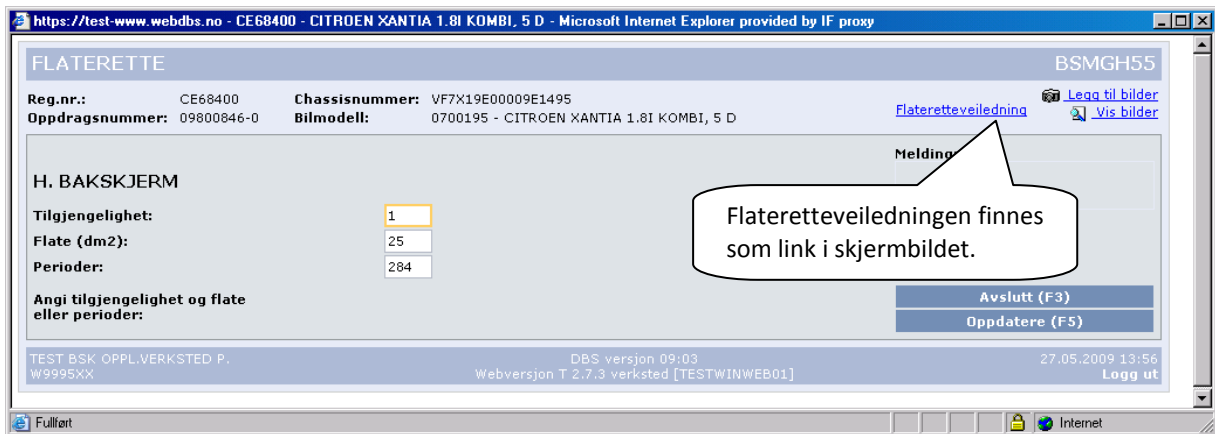 https://test-www.webdbs.no - CE68400 - CITROEN XANTIA 1.8I KOMBI, 5 D - Microsoft Internet Explorer provided by IF proxy
FLATERETTE BSMGH55
Reg.nr.: CE68400 Chassisnummer: VF7X19E00009E1495 Flateretteveiledning Legg til bilder
Oppdragsnummer: 09800846-0 Bilmodell: 0700195 - CITROEN XANTIA 1.8I KOMBI, 5 D Vis bilder
H. BAKSKJERM
Tilgjengelighet: 1
Flate (dm2): 25
Perioder: 284
Angi tilgjengelighet og flate
eller perioder:
Flateretteveiledningen finnes
som link i skjermbildet.
Avslutt (F3)
Oppdatere (F5)
TEST BSK OPPL.VERKSTED P. DBS versjon 09:03 27.05.2009 13:56
W9995XX Webversjon T 2.7.3 verksted [TESTWINWEB01] Logg ut
Fullført Internet